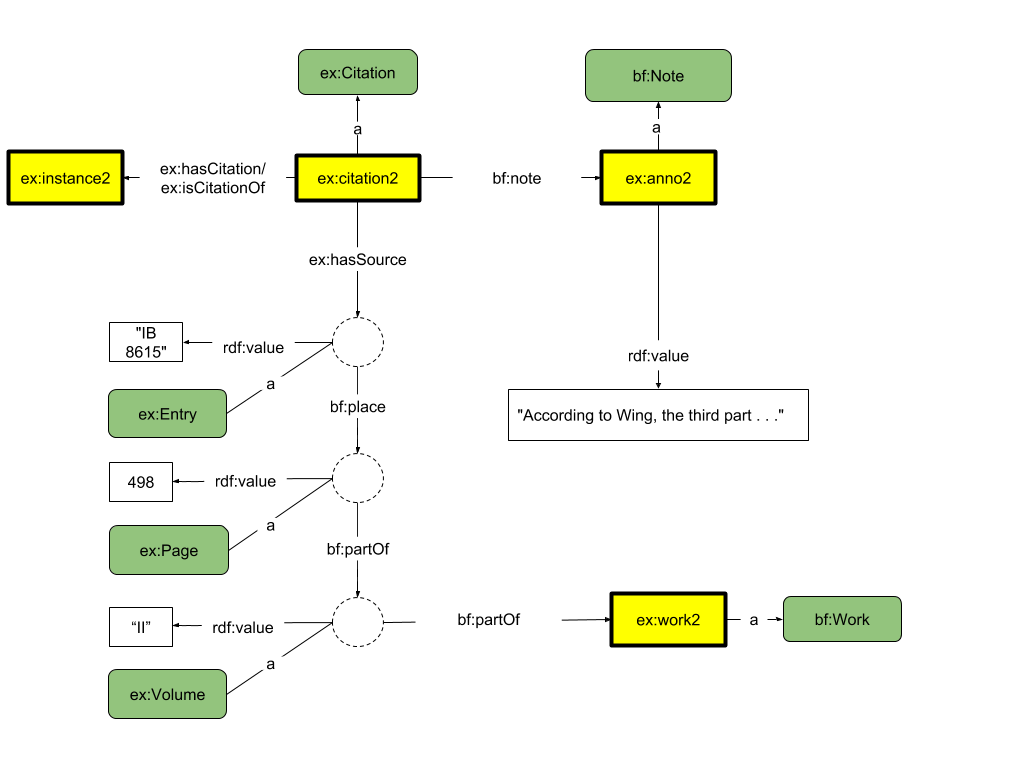 ex:Citation
bf:Note
a
a
ex:instance2
ex:hasCitation/
ex:isCitationOf
ex:citation2
bf:note
ex:anno2
ex:hasSource
"IB
8615"
rdf:value
rdf:value
a
ex:Entry
bf:place
"According to Wing, the third part . . ."
498
rdf:value
a
ex:Page
bf:partOf
“II”
rdf:value
bf:partOf
ex:work2
a
bf:Work
a
ex:Volume